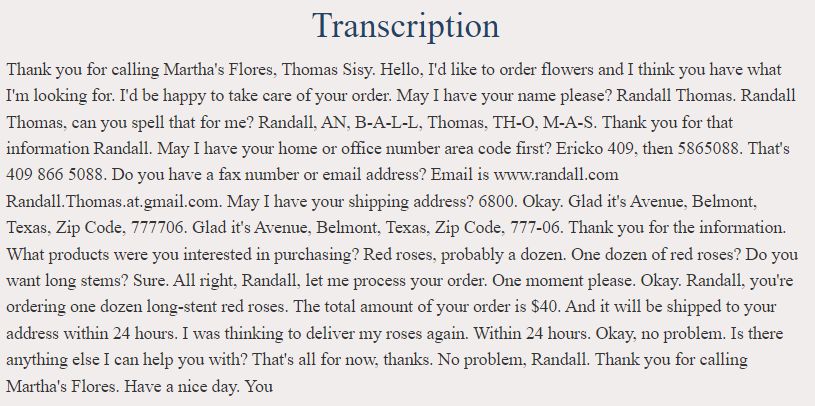 Transcription
Thank you for calling Martha's Flores, Thomas Sisy. Hello, I'd like to order flowers and I think you have what
I'm looking for. I'd be happy to take care of your order. May I have your name please? Randall Thomas. Randall
Thomas, can you spell that for me? Randall, AN, B-A-L-L, Thomas, TH-O, M-A-S. Thank you for that
information Randall. May I have your home or office number area code first? Ericko 409, then 5865088. That's
409 866 5088. Do you have a fax number or email address? Email is www.randall.com
Randall.Thomas.at.gmail.com. May I have your shipping address? 6800. Okay. Glad it's Avenue, Belmont,
Texas, Zip Code, 777706. Glad it's Avenue, Belmont, Texas, Zip Code, 777-06. Thank you for the information.
What products were you interested in purchasing? Red roses, probably a dozen. One dozen of red roses? Do you
want long stems? Sure. All right, Randall, let me process your order. One moment please. Okay. Randall, you're
ordering one dozen long-stent red roses. The total amount of your order is $40. And it will be shipped to your
address within 24 hours. I was thinking to deliver my roses again. Within 24 hours. Okay, no problem. Is there
anything else I can help you with? That's all for now, thanks. No problem, Randall. Thank you for calling
Martha's Flores. Have a nice day. You